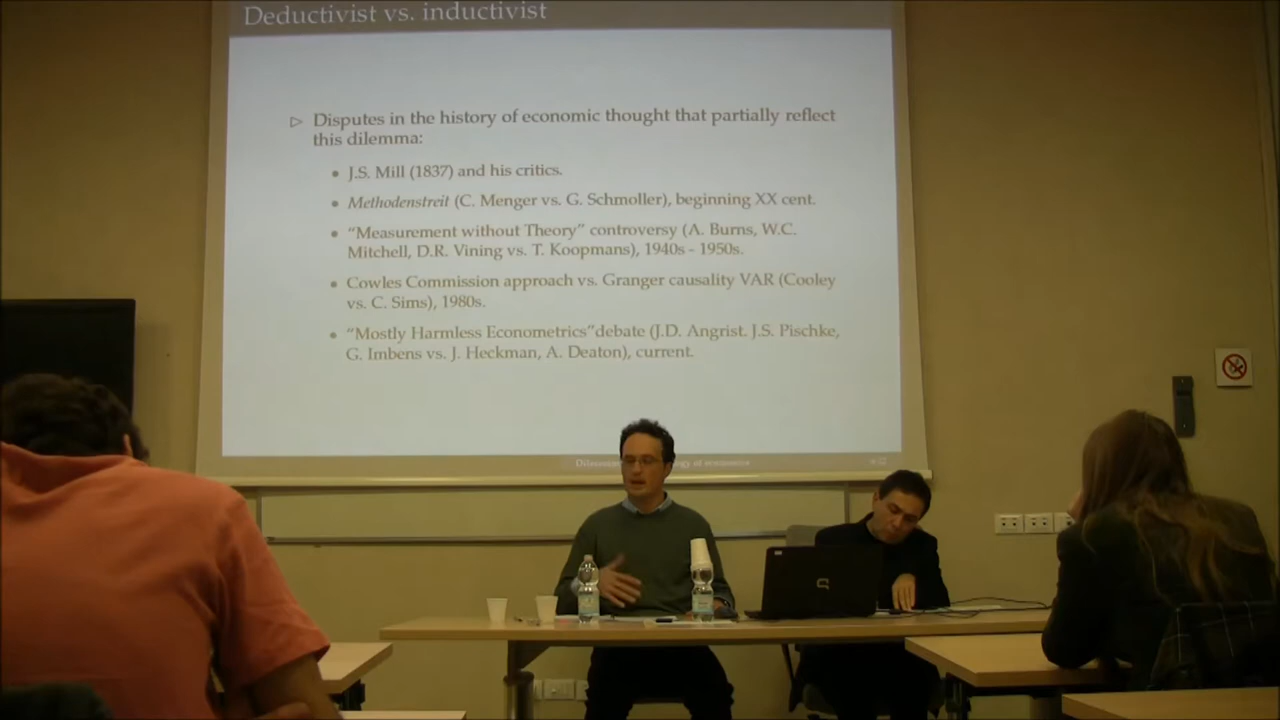 Deductivist vs. inductivist
▷ Disputes in the history of economic thought that partially reflect
this dilemma:
• J.S. Mill (1837) and his critics.
• Methodenstreit (C. Menger vs. G. Schmoller), beginning XX cent.
• “Measurement without Theory” controversy (A. Burns, W.C.
Mitchell, D.R. Vining vs. T. Koopmans), 1940s - 1950s.
• Cowles Commission approach vs. Granger causality VAR (Cooley
vs. C. Sims), 1980s.
• “Mostly Harmless Econometrics”debate (J.D. Angrist. J.S. Pischke,
G. Imbens vs. J. Heckman, A. Deaton), current.